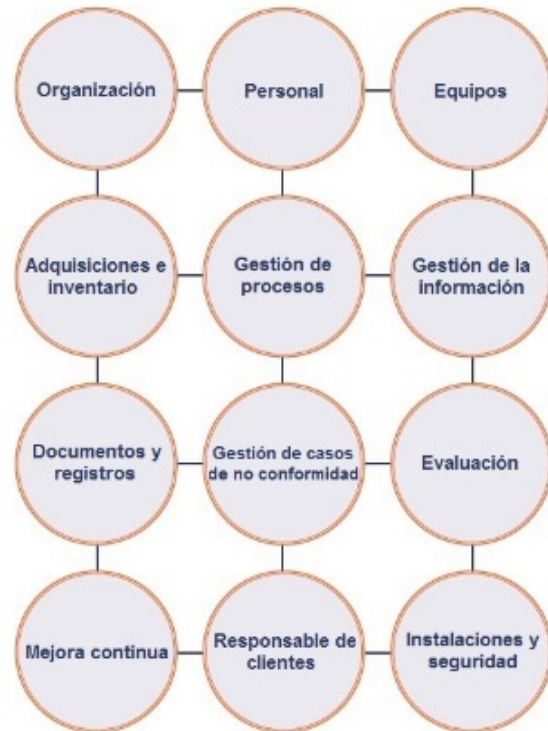 Organización
Personal
Equipos
Adquisiciones e
inventario
Gestión de
procesos
Gestión de la
información
Documentos y
registros
Gestión de casos
de no conformidad
Evaluación
Mejora continua
Responsable de
clientes
Instalaciones y
seguridad